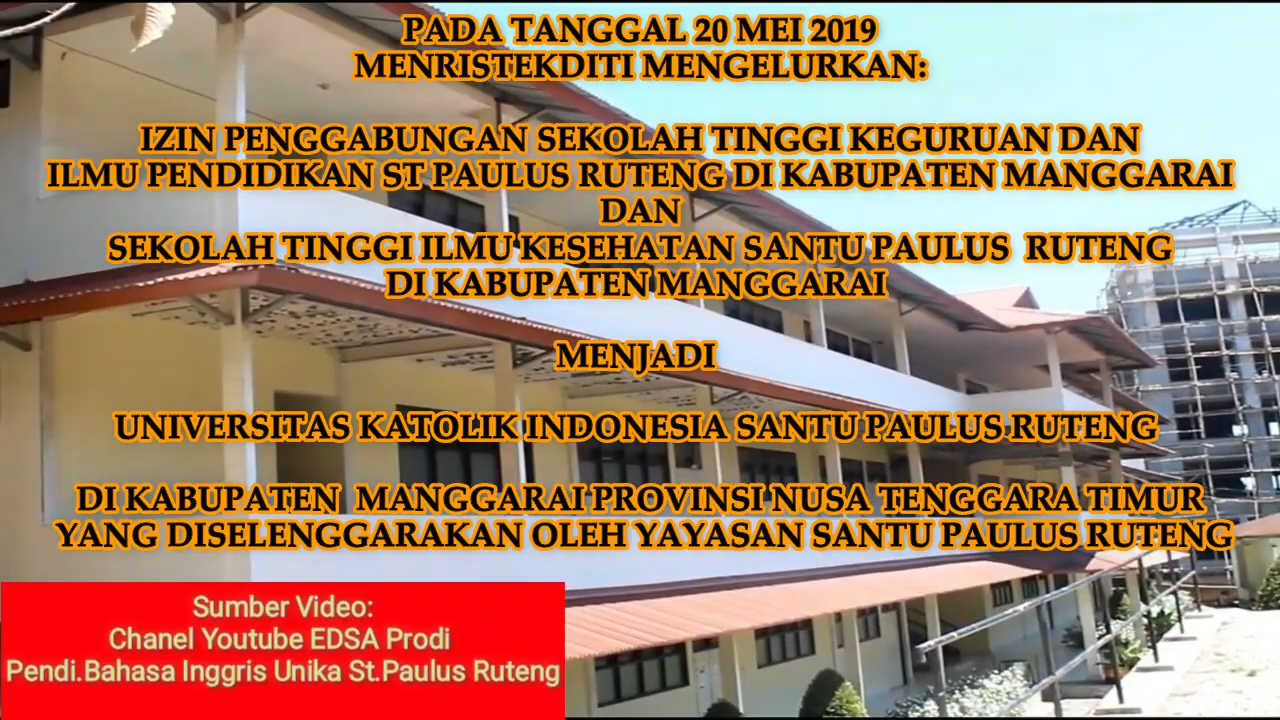 PADA TANGGAL 20 MEI 2019
MENRISTEKDITI MENGELURKAN:
IZIN PENGGABUNGAN SEKOLAH TINGGI KEGURUAN DAN
ILMU PENDIDIKAN ST PAULUS RUTENG DI KABUPATEN MANGGARAI
DAN
SEKOLAH TINGGI ILMU KESEHATAN SANTU PAULUS RUTENG
DI KABUPATEN MANGGARAI
MENJADI
UNIVERSITAS KATOLIK INDONESIA SANTU PAULUS RUTENG
DI KABUPATEN MANGGARAI PROVINSI NUSA TENGGARA TIMUR
YANG DISELENGGARAKAN OLEH YAYASAN SANTU PAULUS RUTENG
Sumber Video:
Chanel Youtube EDSA Prodi
Pendi.Bahasa Inggris Unika St.Paulus Ruteng